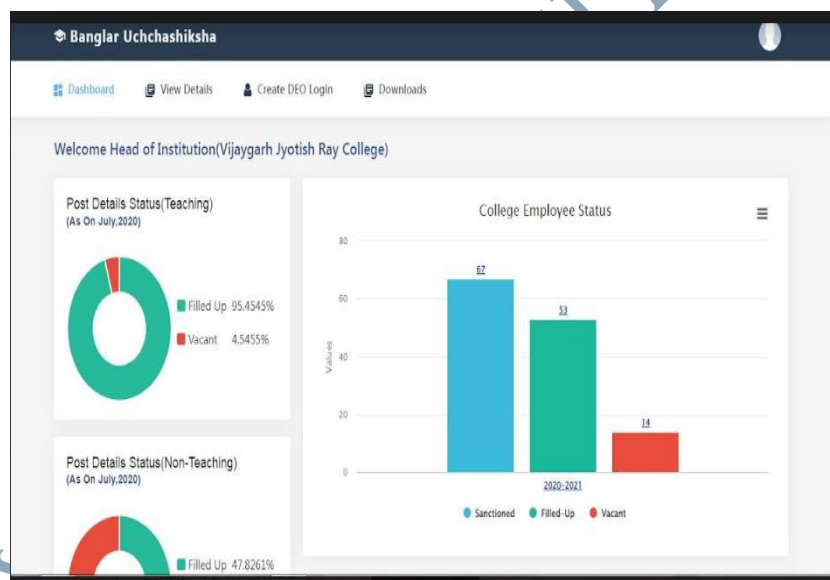 Banglar Uchchashiksha
Dashboard View Details Create DEO Login Downloads
Welcome Head of Institution(Vijaygarh Jyotish Ray College)
Post Details Status(Teaching)
(As On July,2020)
Filled Up 95.4545%
Vacant 4.5455%
Post Details Status(Non-Teaching)
(As On July,2020)
Filled Up 47.8261%
College Employee Status
80
60
40
20
0
Values
67
53
14
2020-2021
Sanctioned Filled-Up Vacant